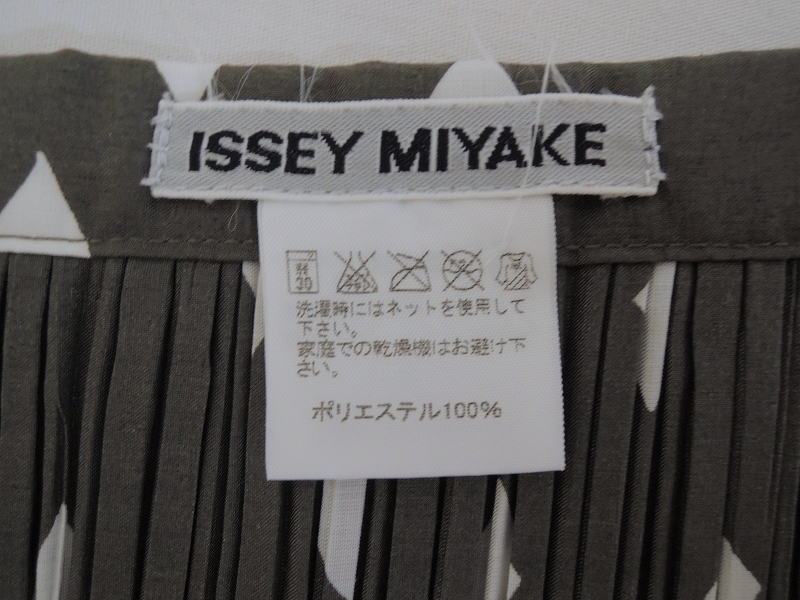 ISSEY MIYAKE
弱
30
洗濯時にはネットを使用して
下さい。
家庭での乾燥機はお避け下
さい。
ポリエステル100%